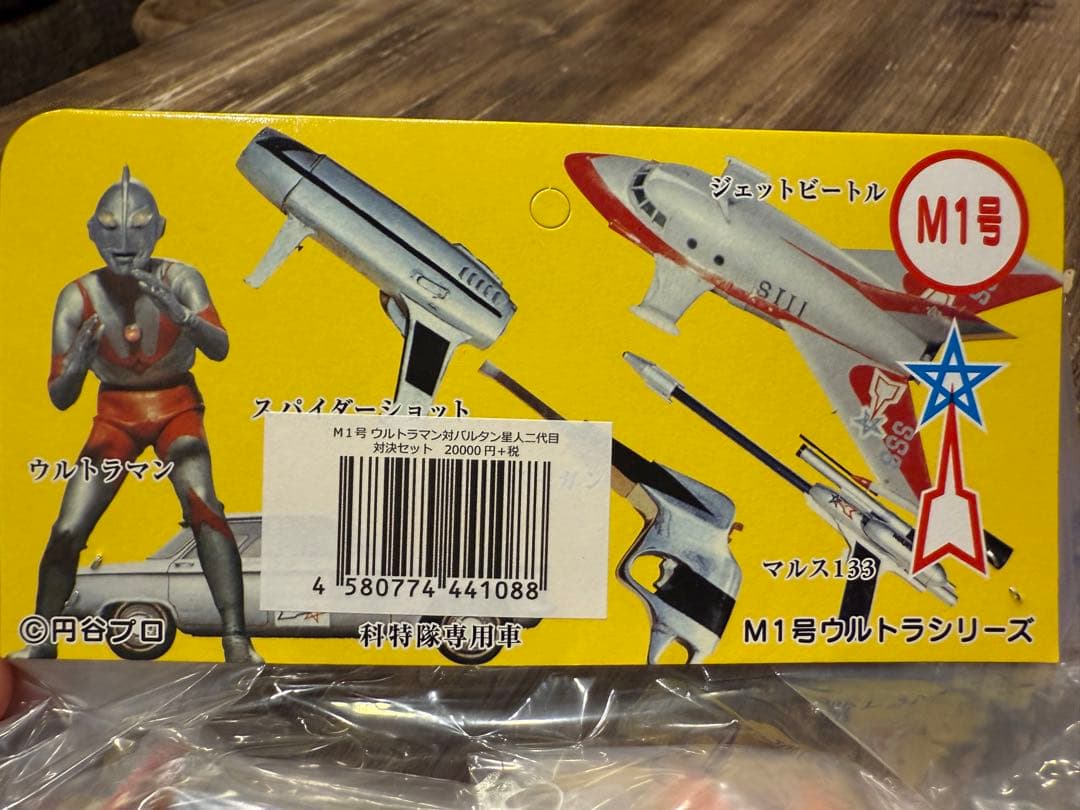 ジェットビートル
M1号
SIII
SSS
スパイダーショット
M1号 ウルトラマン対バルタン星人二代目
対決セット 20000円+税
ウルトラマン
ガン
4 580774 441088
マルス133
©円谷プロ
科特隊専用車
M1号ウルトラシリーズ